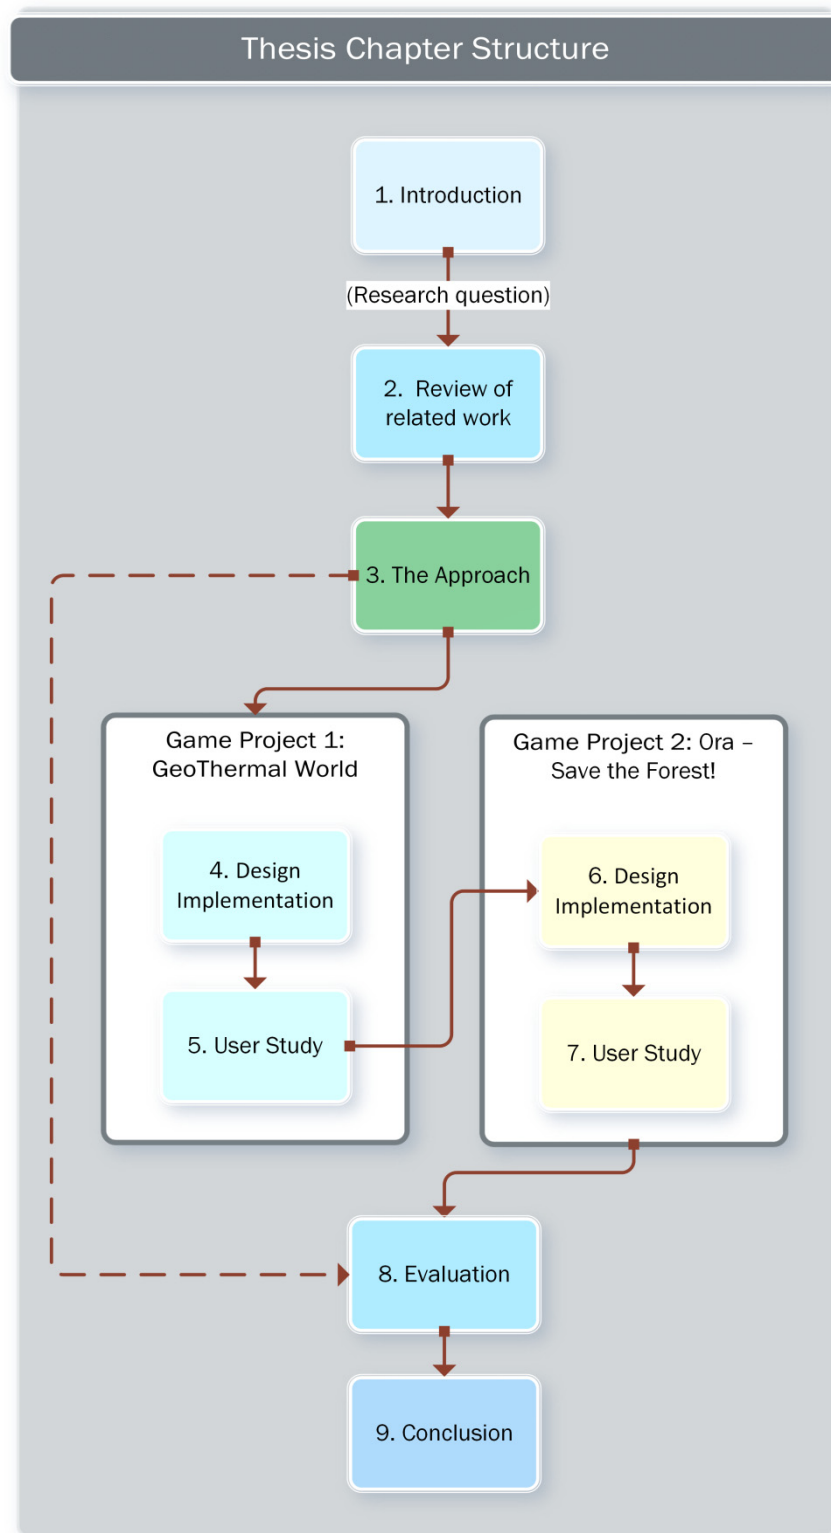 Thesis Chapter Structure
1. Introduction
(Research question)
2.  Review of
related work
3. The Approach
Game Project 1:
GeoThermal World
4. Design
Implementation
5. User Study
Game Project 2: Ora –
Save the Forest!
6. Design
Implementation
7. User Study
8. Evaluation
9. Conclusion